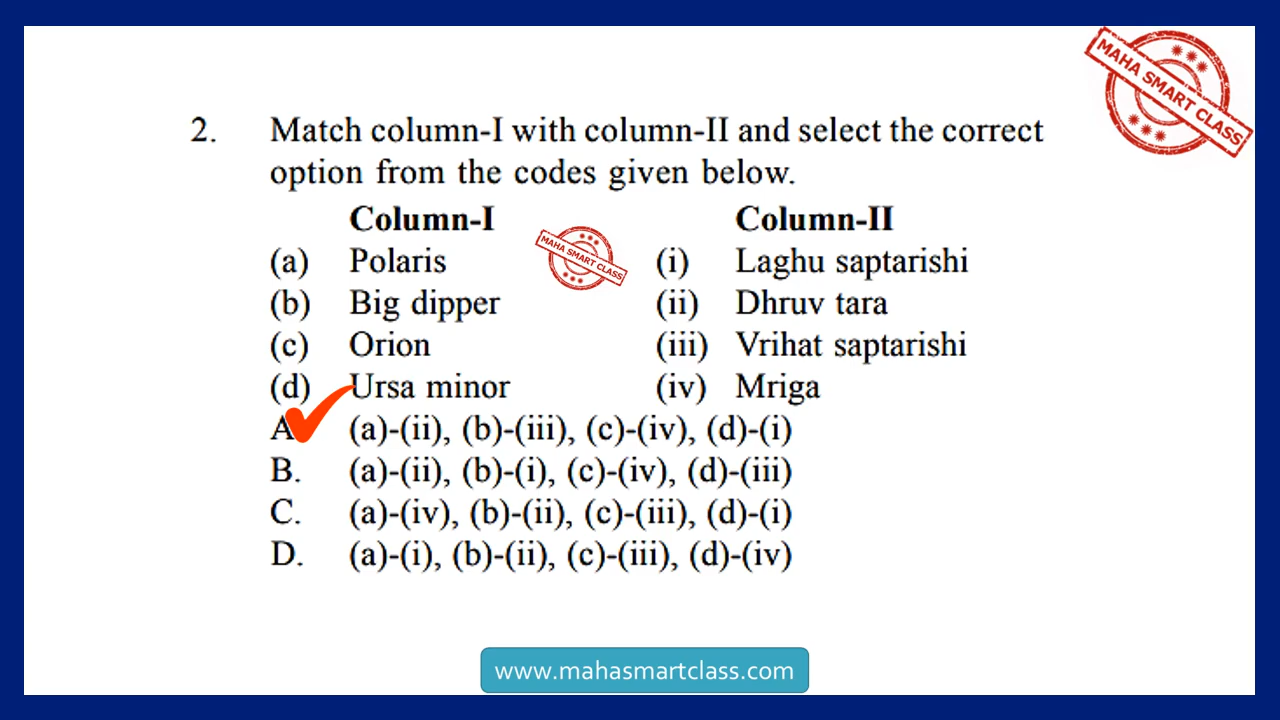 MAHA SMART CLASS
2. Match column-I with column-II and select the correct
option from the codes given below.
Column-I Column-II
MAHA SMART CLASS
(a) Polaris (i) Laghu saptarishi
(b) Big dipper (ii) Dhruv tara
(c) Orion (iii) Vrihat saptarishi
(d) Ursa minor (iv) Mriga
A (a)-(ii), (b)-(iii), (c)-(iv), (d)-(i)
B. (a)-(ii), (b)-(i), (c)-(iv), (d)-(iii)
C. (a)-(iv), (b)-(ii), (c)-(iii), (d)-(i)
D. (a)-(i), (b)-(ii), (c)-(iii), (d)-(iv)
www.mahasmartclass.com